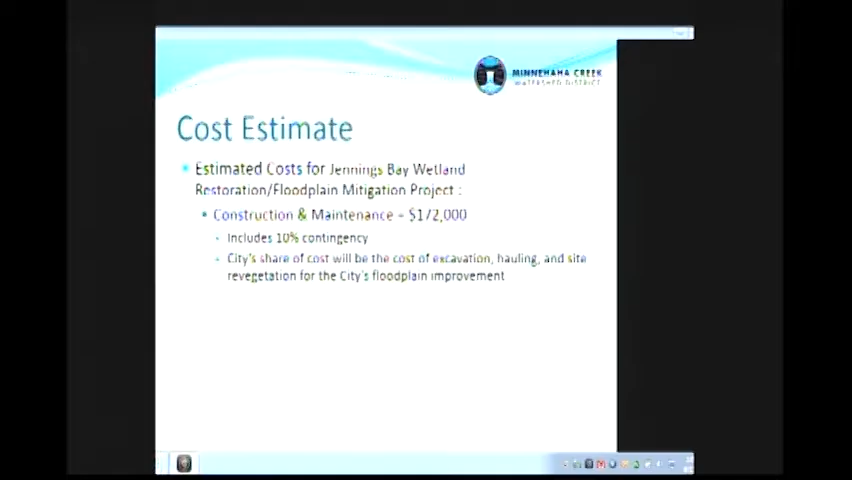 MINNEHAHA CREEK
WATERSHED DISTRICT
Cost Estimate
Estimated Costs for Jennings Bay Wetland
Restoration/Floodplain Mitigation Project :
Construction & Maintenance – $172,000
Includes 10% contingency
City's share of cost will be the cost of excavation, hauling, and site
revegetation for the City's floodplain improvement